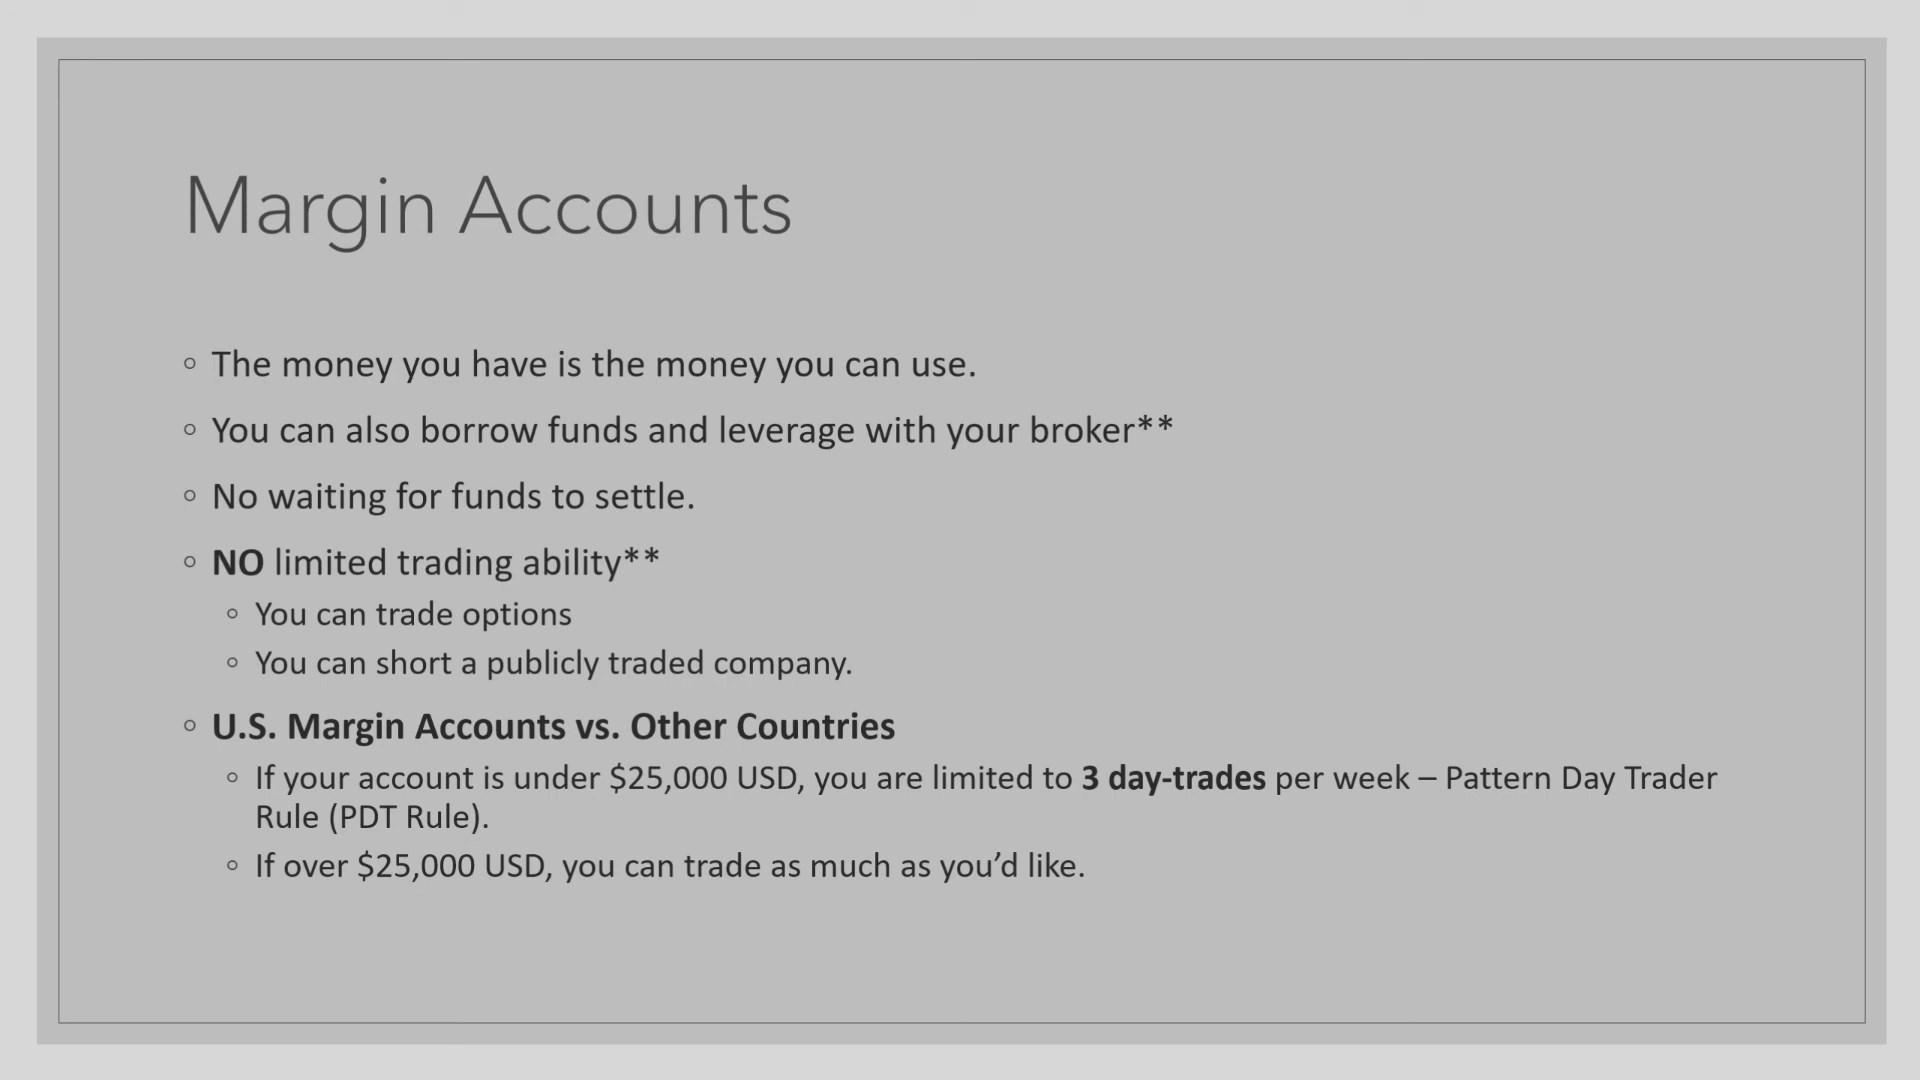 Margin Accounts
◦ The money you have is the money you can use.
◦ You can also borrow funds and leverage with your broker**
◦ No waiting for funds to settle.
◦ NO limited trading ability**
◦ You can trade options
◦ You can short a publicly traded company.
◦ U.S. Margin Accounts vs. Other Countries
◦ If your account is under $25,000 USD, you are limited to 3 day-trades per week – Pattern Day Trader
Rule (PDT Rule).
◦ If over $25,000 USD, you can trade as much as you’d like.